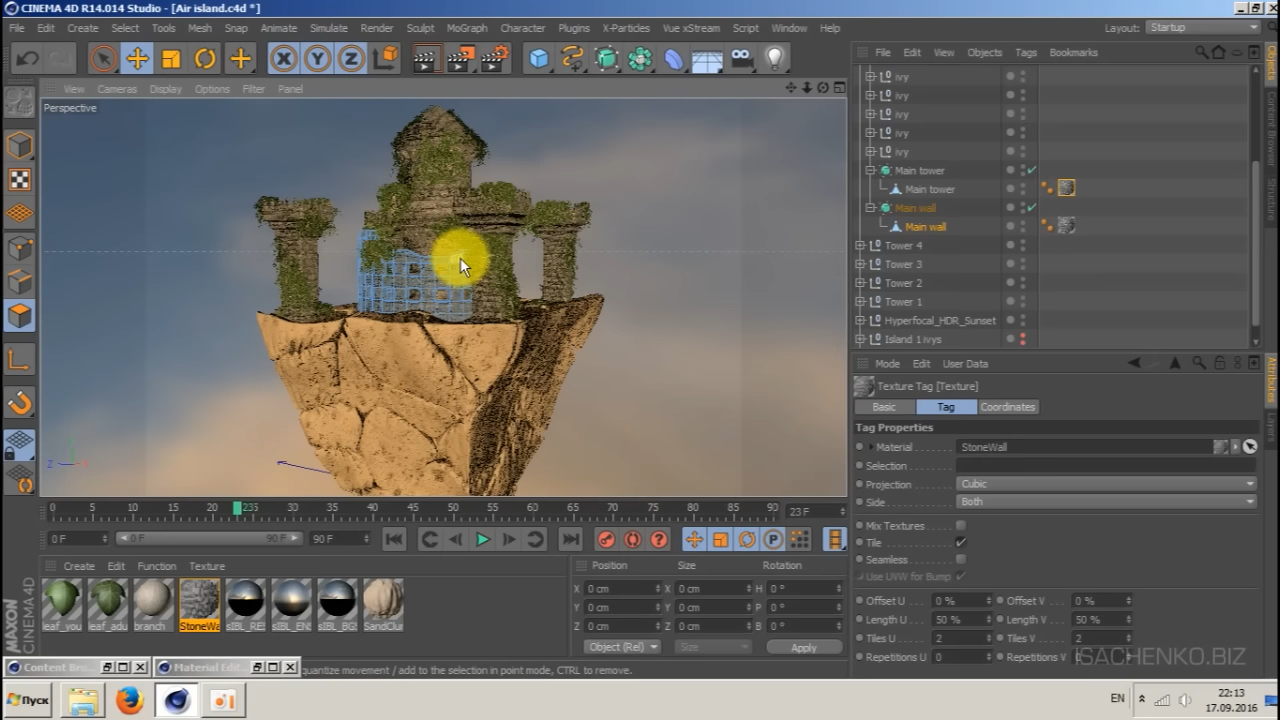 CINEMA 4D R14.014 Studio - [Air island.c4d *]
File Edit Create Select Tools Mesh Snap Animate Simulate Render Sculpt MoGraph Character Plugins X-Particles Vue xStream Script Window Help Layout: Startup
X Y Z
File Edit View Objects Tags Bookmarks
View Cameras Display Options Filter Panel
Perspective
ivy
ivy
ivy
ivy
ivy
Main tower
Main tower
Main wall
Main wall
Tower 4
Tower 3
Tower 2
Tower 1
Hyperfocal_HDR_Sunset
Island 1 ivys
Objects
Content Browser
Structure
Mode Edit User Data
Texture Tag [Texture]
Basic Tag Coordinates
Tag Properties
Material StoneWall
Selection
Projection Cubic
Side Both
Mix Textures
Tile
Seamless
Use UVW for Bump
Offset U 0 % Offset V 0 %
Length U 50 % Length V 50 %
Tiles U 2 Tiles V 2
Repetitions U 0 Repetitions V
Attributes
Layers
Z
0 5 10 15 20 235 30 35 40 45 50 55 60 65 70 75 80 85 90 23 F
0 F 0 F 90 F 90 F
P
Create Edit Function Texture
leaf_you leaf_adu branch StoneWa sIBL_RE sIBL_EN sIBL_BG SandClur
Position Size Rotation
X 0 cm X 0 cm H 0 °
Y 0 cm Y 0 cm P 0 °
Z 0 cm Z 0 cm B 0 °
Object (Rel) Size Apply
MAXON
CINEMA 4D
Content Bro... Material Edit... quantize movement / add to the selection in point mode, CTRL to remove.
ISACHENKO.BIZ
Пуск EN 22:13
17.09.2016